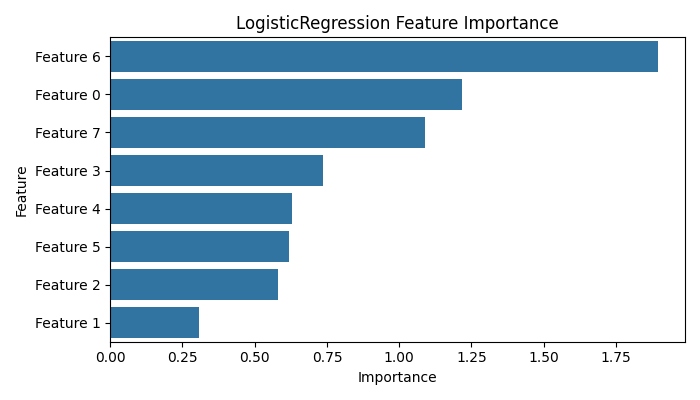 LogisticRegression Feature Importance
Feature 6
Feature 0
Feature 7
Feature 3
Feature 4
Feature 5
Feature 2
Feature 1
Feature
0.00 0.25 0.50 0.75 1.00 1.25 1.50 1.75
Importance